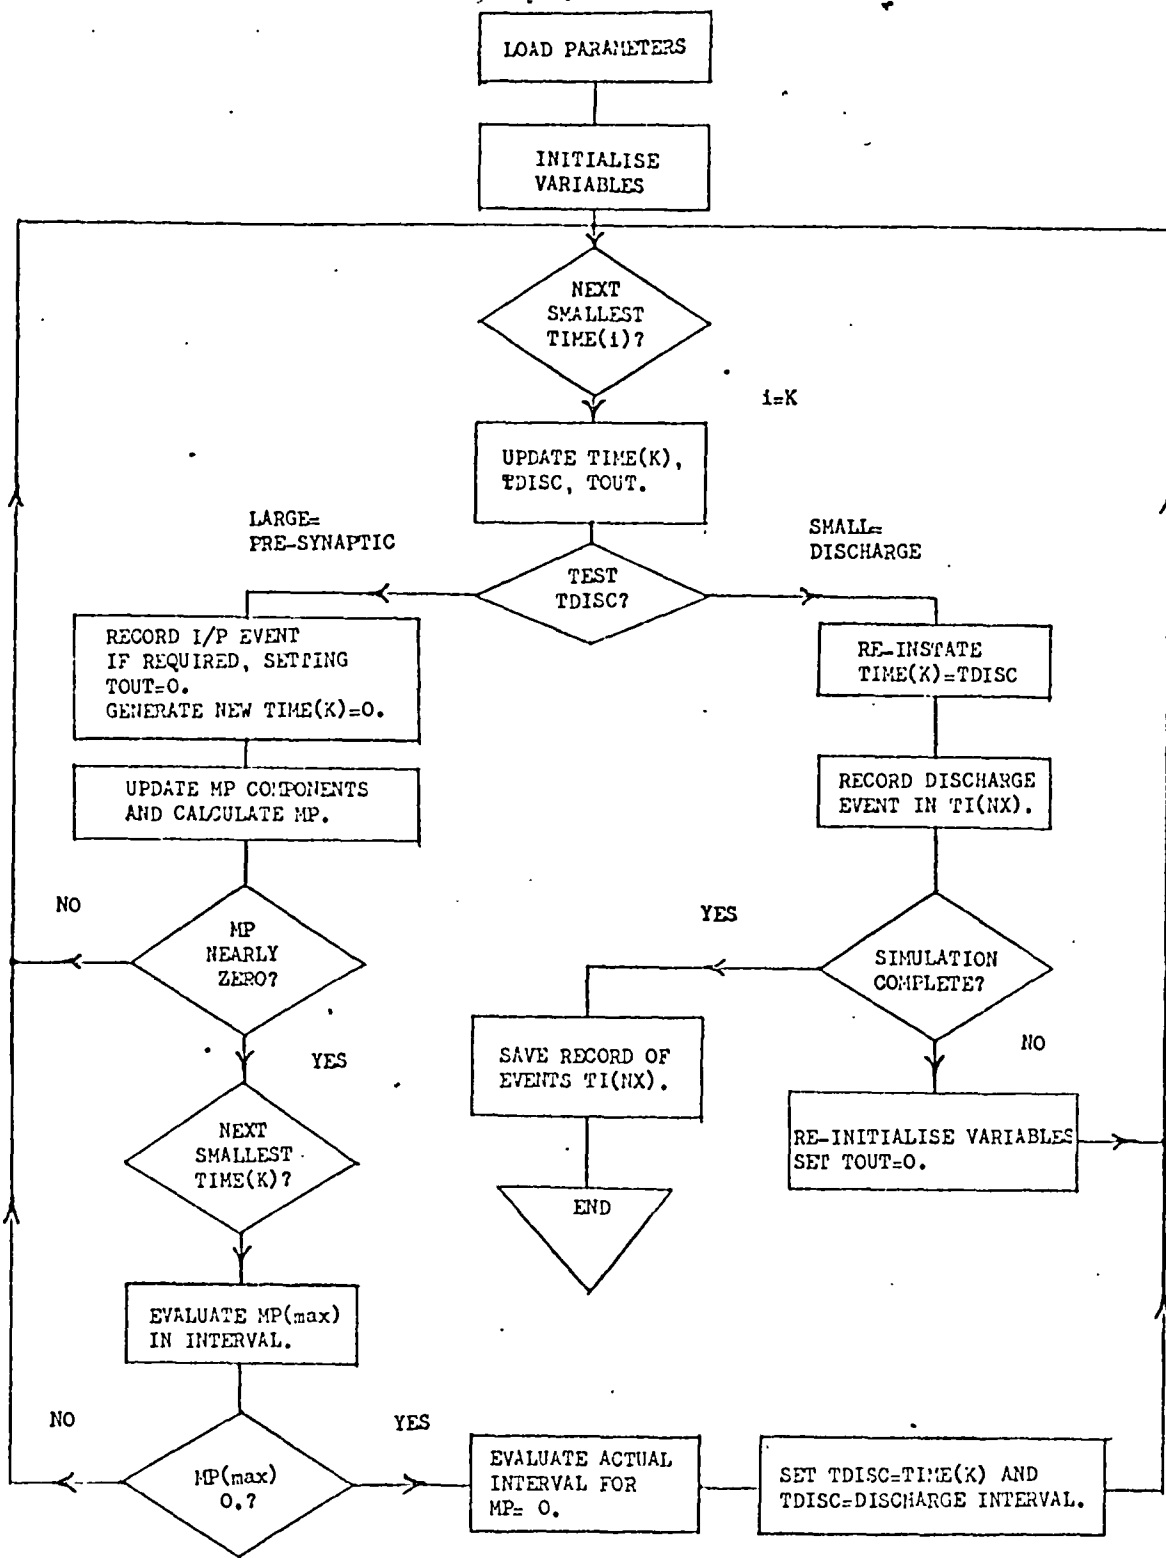 LOAD PARAMETERS
INITIALISE
VARIABLES
NEXT
SMALLEST
TIME(i)?
i=K
UPDATE TIME(K),
TDISC, TOUT.
LARGE=
PRE-SYNAPTIC
SMALL=
DISCHARGE
TEST
TDISC?
RECORD I/P EVENT
IF REQUIRED, SETTING
TOUT=0.
GENERATE NEW TIME(K)=0.
RE-INSTATE
TIME(K)=TDISC
UPDATE MP COMPONENTS
AND CALCULATE MP.
RECORD DISCHARGE
EVENT IN TI(NX).
NO
MP
NEARLY
ZERO?
YES
YES
SIMULATION
COMPLETE?
NO
SAVE RECORD OF
EVENTS TI(NX).
NEXT
SMALLEST
TIME(K)?
RE-INITIALISE VARIABLES
SET TOUT=0.
END
EVALUATE MP(max)
IN INTERVAL.
NO
MP(max)
0.?
YES
EVALUATE ACTUAL
INTERVAL FOR
MP= 0.
SET TDISC=TIME(K) AND
TDISC=DISCHARGE INTERVAL.